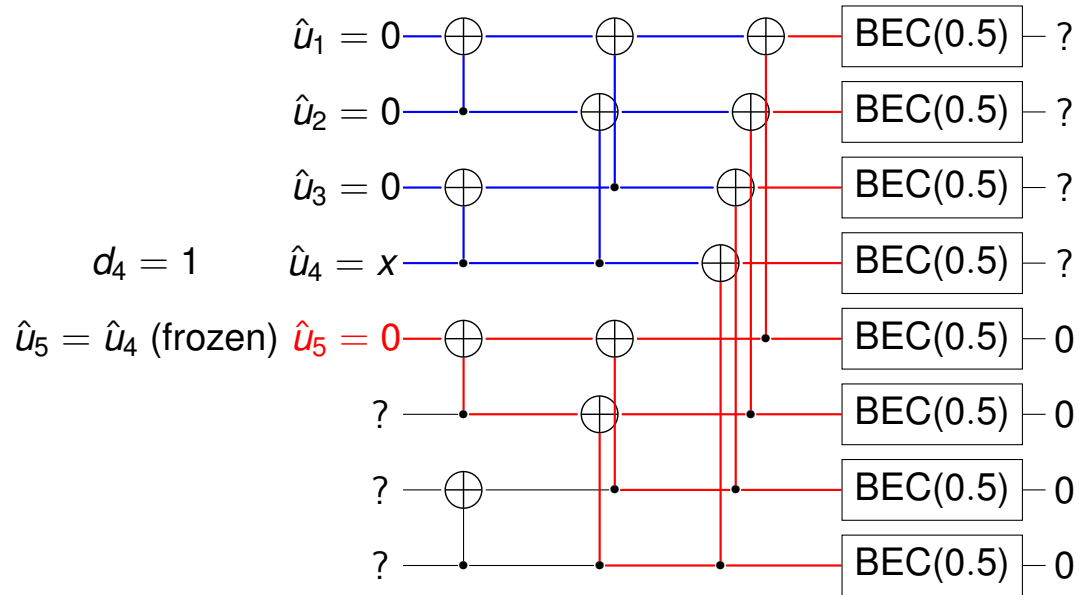 û₁ = 0 BEC(0.5) ?
û₂ = 0 BEC(0.5) ?
û₃ = 0 BEC(0.5) ?
d₄ = 1 û₄ = x BEC(0.5) ?
û₅ = û₄ (frozen) û₅ = 0 BEC(0.5) 0
? BEC(0.5) 0
? BEC(0.5) 0
? BEC(0.5) 0